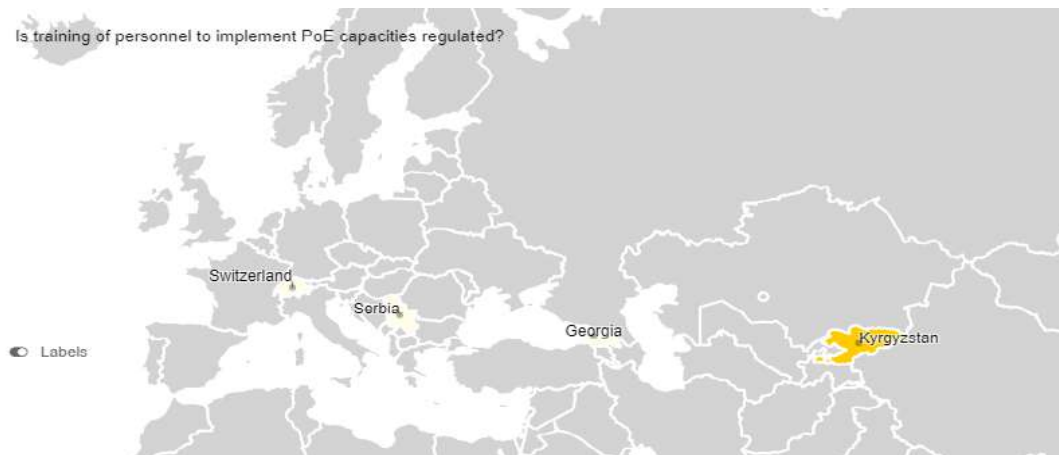 Is training of personnel to implement PoE capacities regulated?
Switzerland
Serbia
Georgia
Kyrgyzstan
Labels